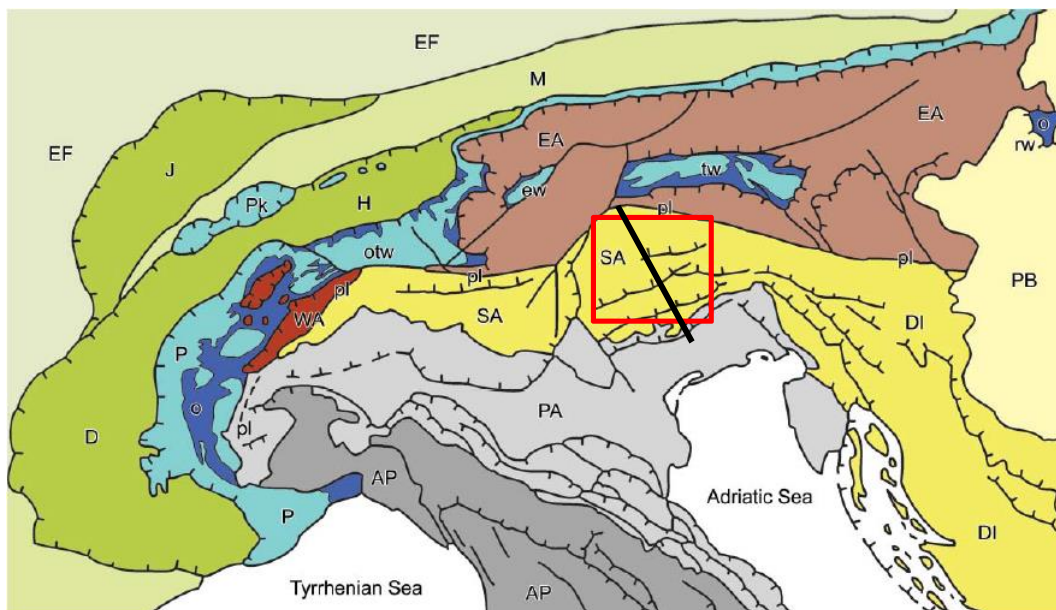 EF
M
EA
EA
o
rw
EF
J
tw
ew
Pk
H
pl
otw
SA
pl
pl
pl
PB
WA
SA
DI
P
o
PA
D
pl
AP
Adriatic Sea
P
DI
Tyrrhenian Sea
AP